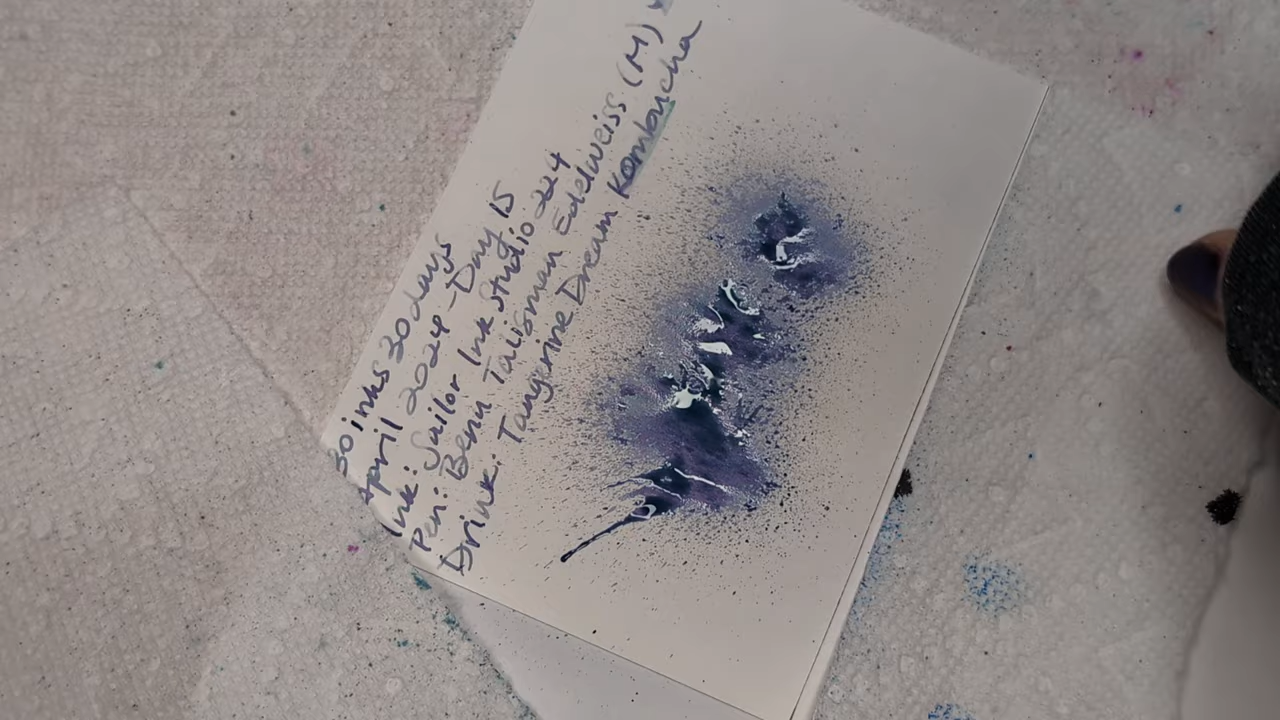 30 inks 30 days
April 2024 - Day 15
Ink: Sailor Ink Studio 224
Pen: Benu Talisman Edelweiss (M)
Drink: Tangerine Dream Kombucha